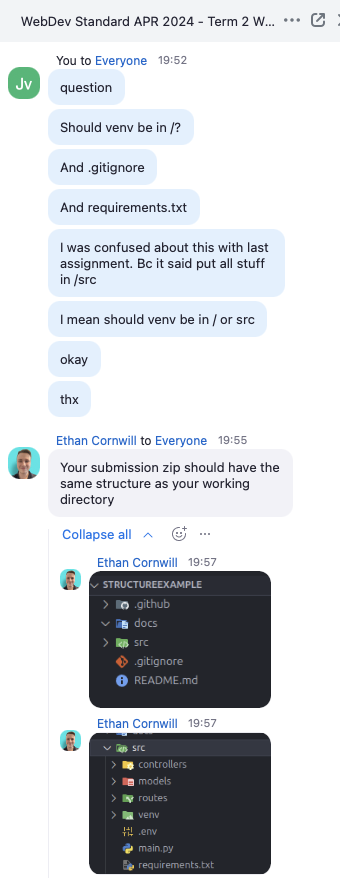 WebDev Standard APR 2024 - Term 2 W...
You to Everyone 19:52
Jv
question
Should venv be in /?
And .gitignore
And requirements.txt
I was confused about this with last
assignment. Bc it said put all stuff
in /src
I mean should venv be in / or src
okay
thx
Ethan Cornwill to Everyone 19:55
Your submission zip should have the
same structure as your working
directory
Collapse all
Ethan Cornwill 19:57
STRUCTUREEXAMPLE
.github
docs
src
.gitignore
README.md
Ethan Cornwill 19:57
src
controllers
models
routes
venv
.env
main.py
requirements.txt